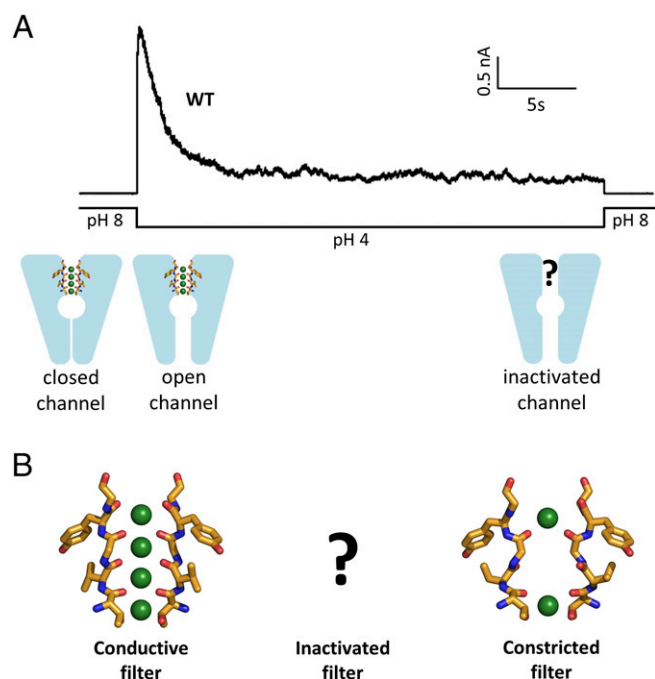 A
WT
0.5 nA
5s
pH 8
pH 4
pH 8
?
closed
channel
open
channel
inactivated
channel
B
?
Conductive
filter
Inactivated
filter
Constricted
filter